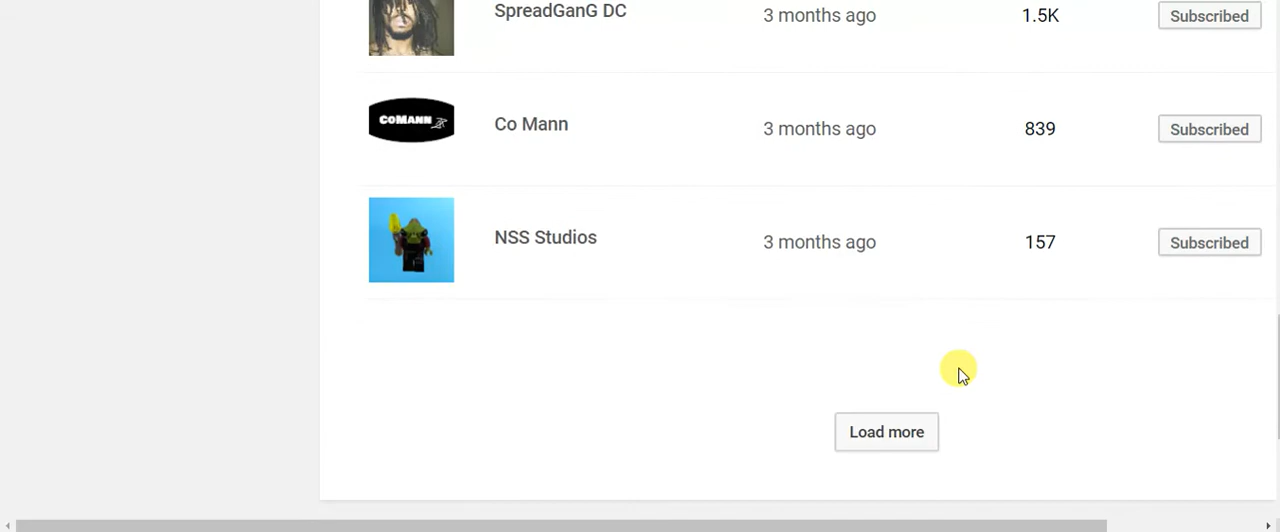 SpreadGanG DC 3 months ago 1.5K Subscribed
COMANN
Co Mann 3 months ago 839 Subscribed
NSS Studios 3 months ago 157 Subscribed
Load more